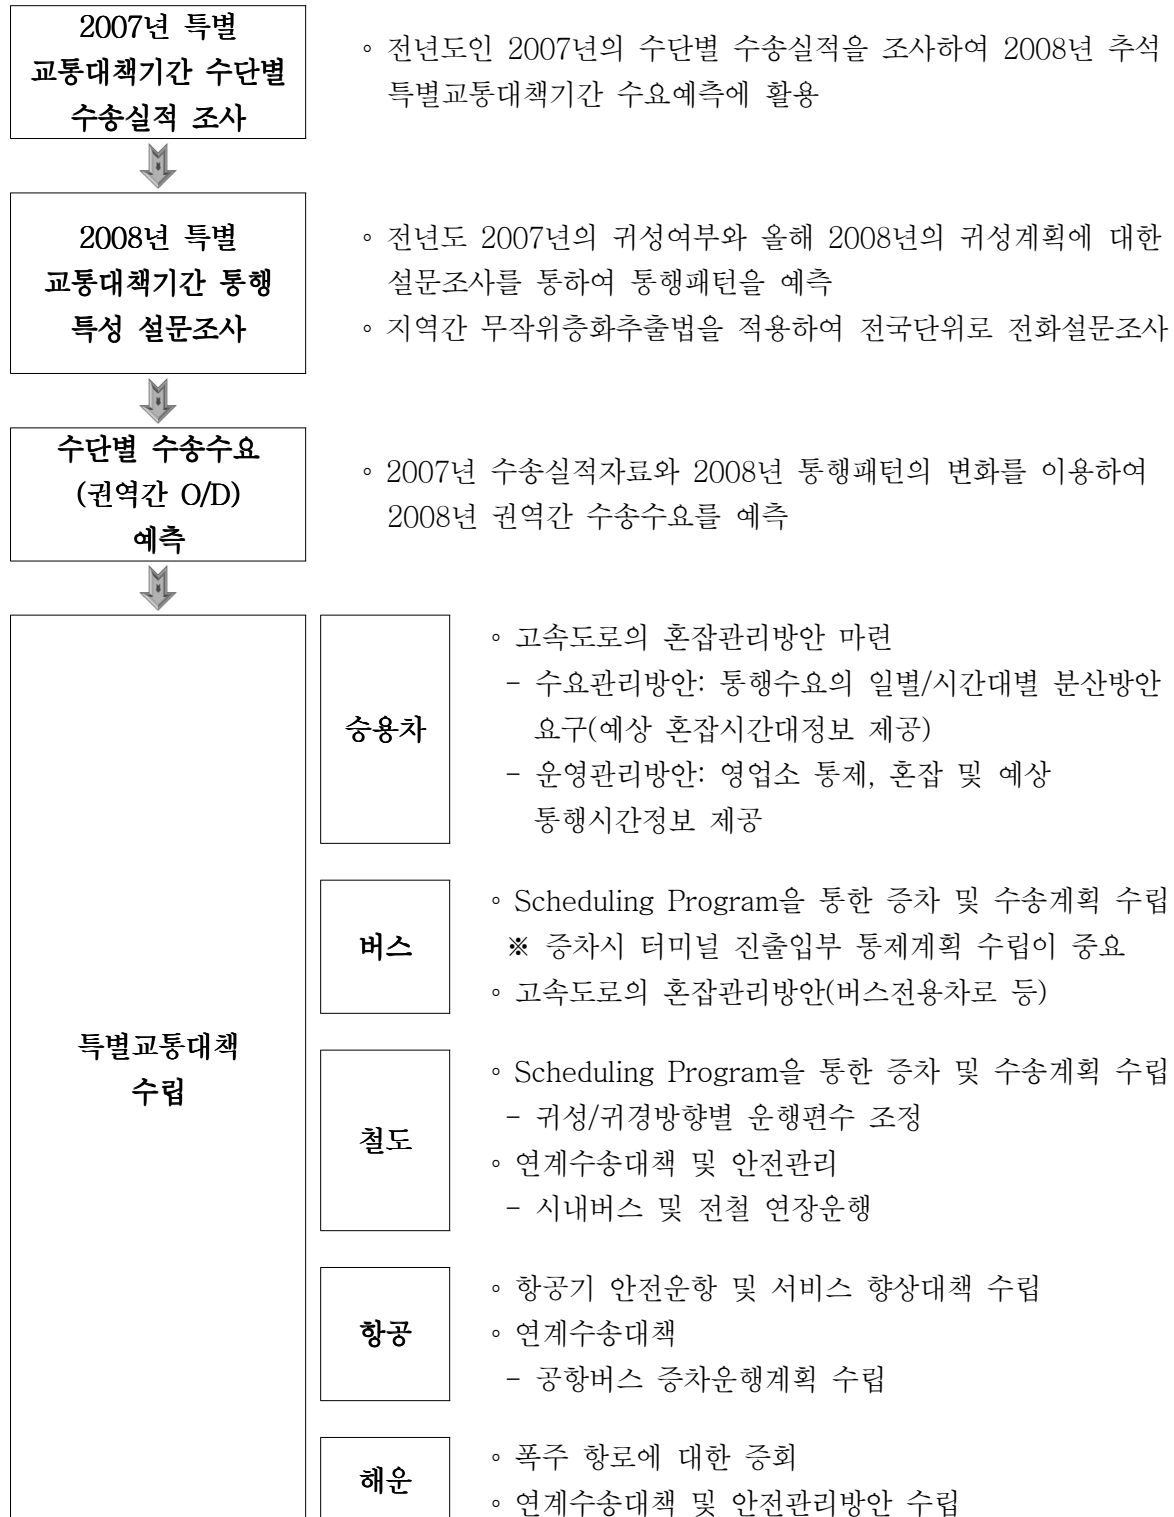 2007년 특별
교통대책기간 수단별
수송실적 조사
◦ 전년도인 2007년의 수단별 수송실적을 조사하여 2008년 추석
특별교통대책기간 수요예측에 활용
2008년 특별
교통대책기간 통행
특성 설문조사
◦ 전년도 2007년의 귀성여부와 올해 2008년의 귀성계획에 대한
설문조사를 통하여 통행패턴을 예측
◦ 지역간 무작위층화추출법을 적용하여 전국단위로 전화설문조사
수단별 수송수요
(권역간 O/D)
예측
◦ 2007년 수송실적자료와 2008년 통행패턴의 변화를 이용하여
2008년 권역간 수송수요를 예측
특별교통대책
수립
승용차
◦ 고속도로의 혼잡관리방안 마련
- 수요관리방안: 통행수요의 일별/시간대별 분산방안
요구(예상 혼잡시간대정보 제공)
- 운영관리방안: 영업소 통제, 혼잡 및 예상
통행시간정보 제공
버스
◦ Scheduling Program을 통한 증차 및 수송계획 수립
※ 증차시 터미널 진출입부 통제계획 수립이 중요
◦ 고속도로의 혼잡관리방안(버스전용차로 등)
철도
◦ Scheduling Program을 통한 증차 및 수송계획 수립
- 귀성/귀경방향별 운행편수 조정
◦ 연계수송대책 및 안전관리
- 시내버스 및 전철 연장운행
항공
◦ 항공기 안전운항 및 서비스 향상대책 수립
◦ 연계수송대책
- 공항버스 증차운행계획 수립
해운
◦ 폭주 항로에 대한 증회
◦ 연계수송대책 및 안전관리방안 수립